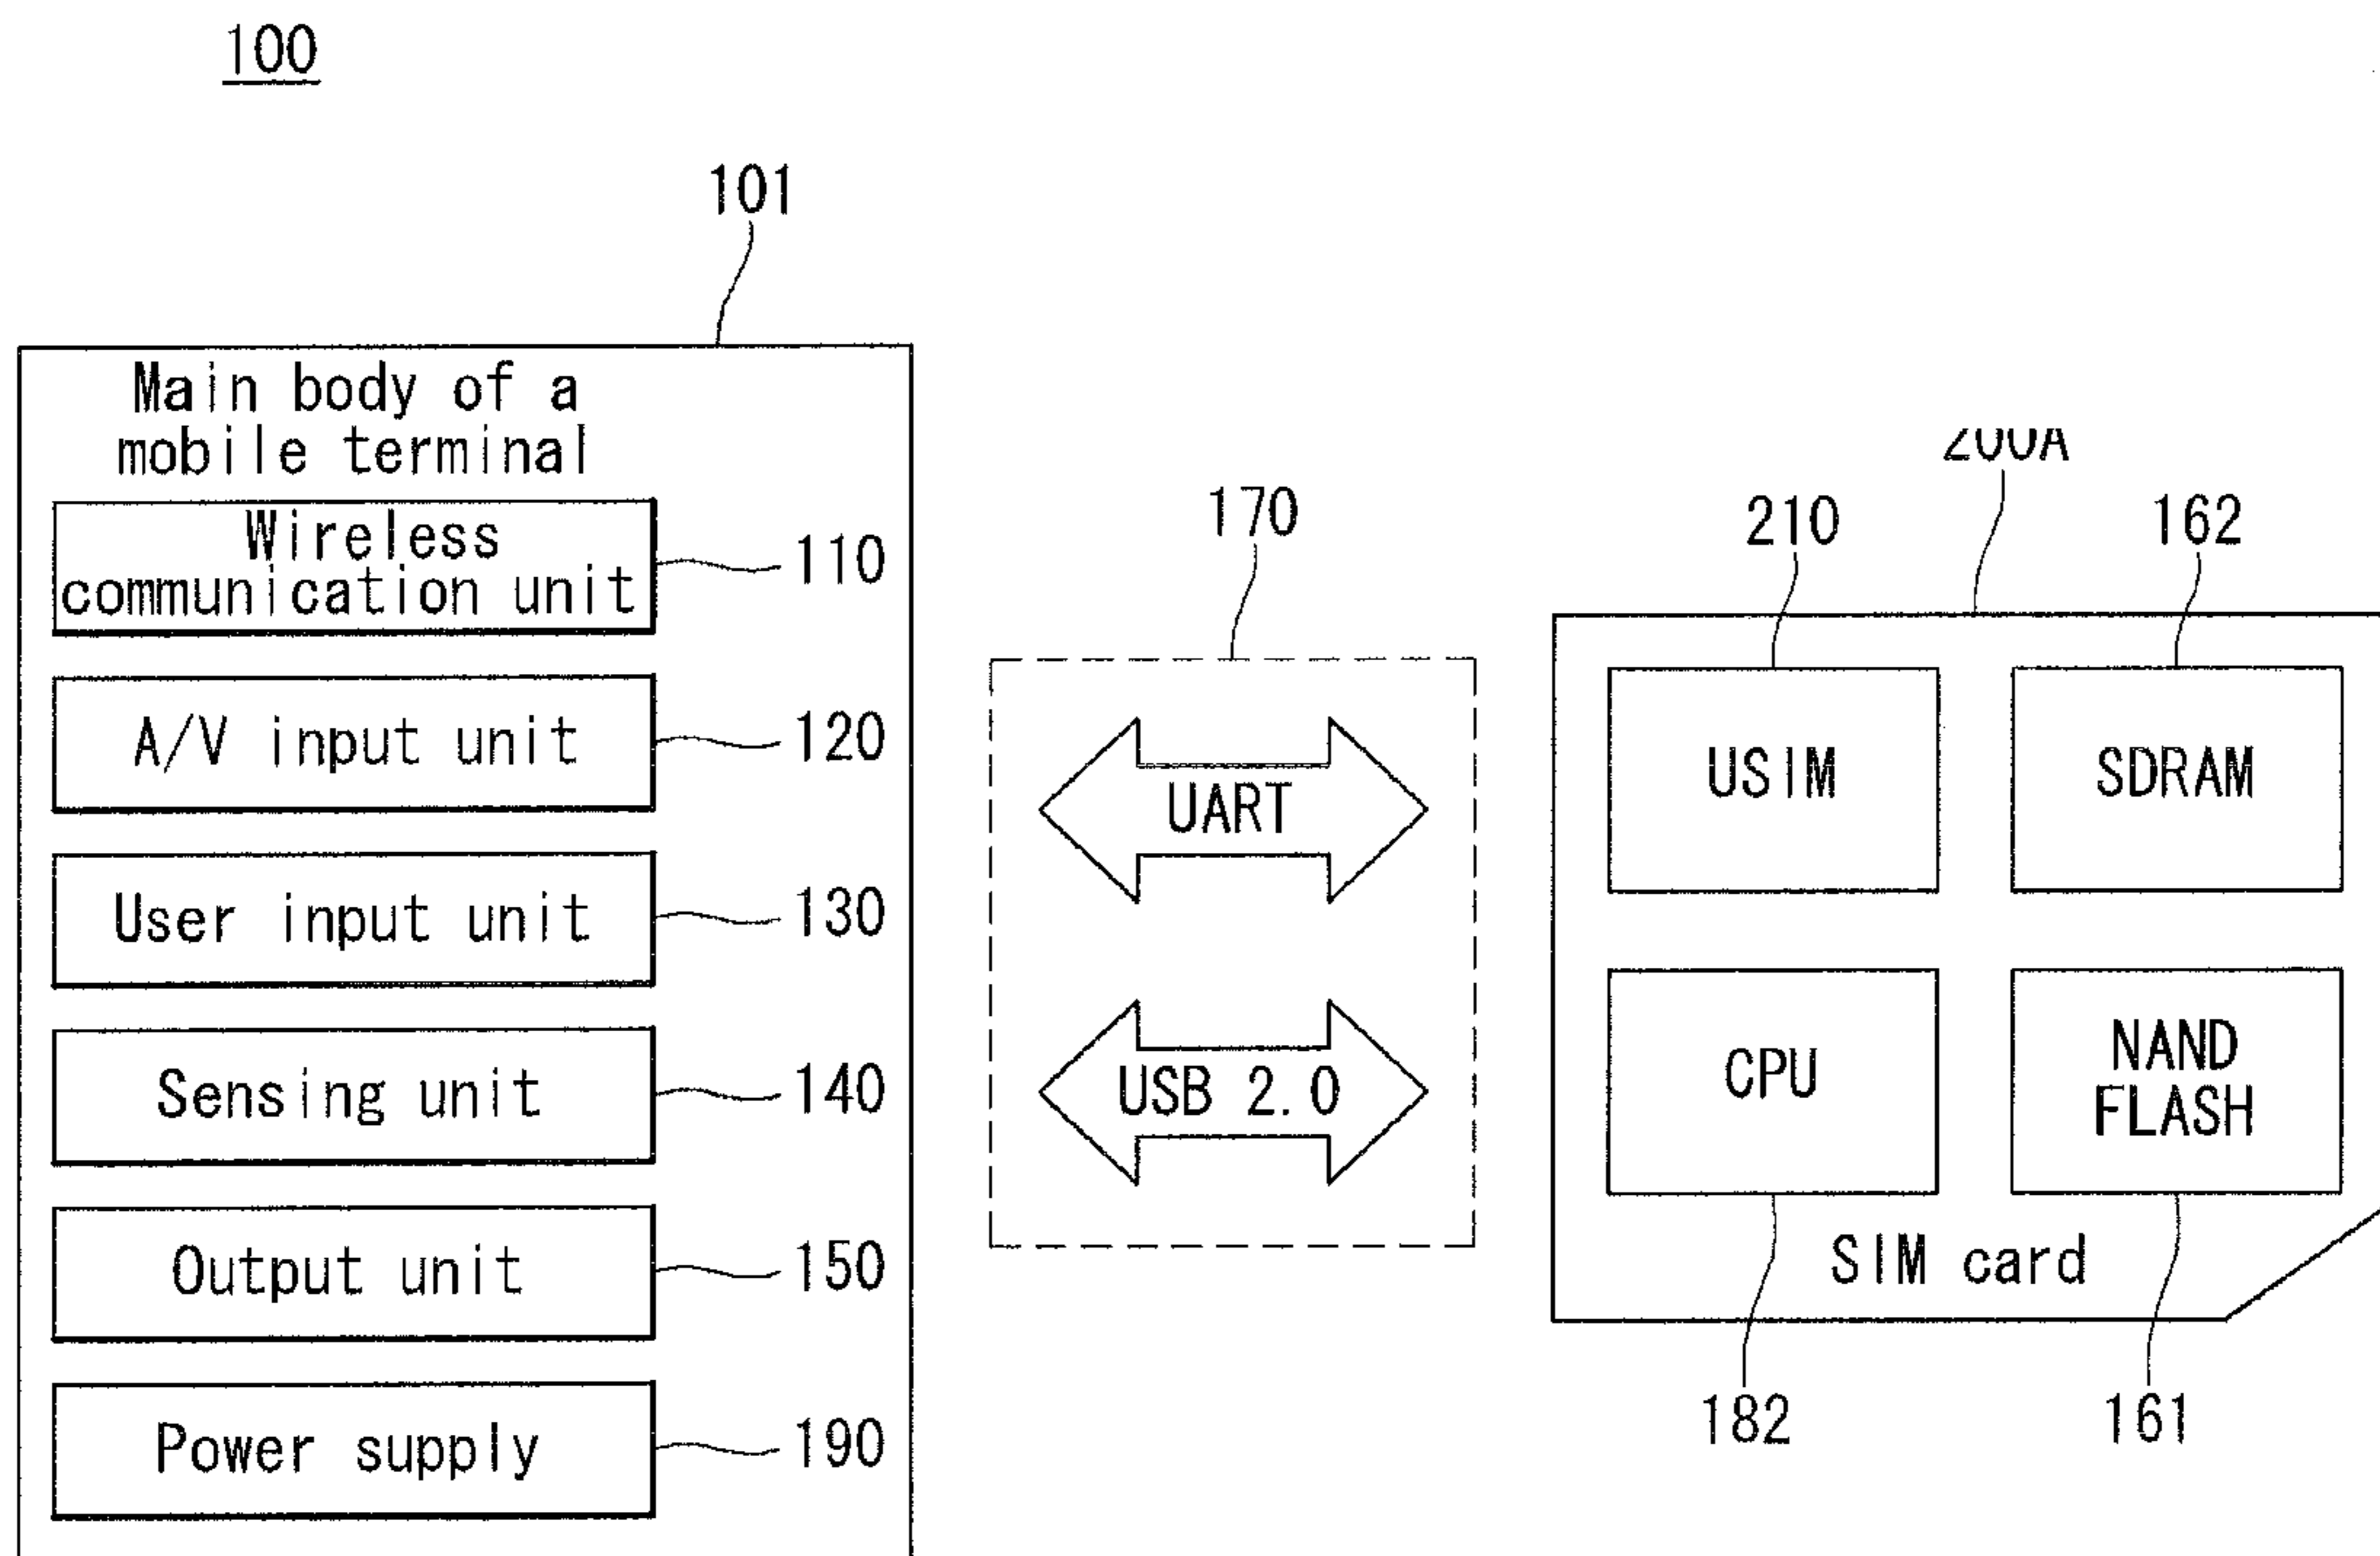 100
101
Main body of a
mobile terminal
Wireless
communication unit
110
A/V input unit
120
User input unit
130
Sensing unit
140
Output unit
150
Power supply
190
170
UART
USB 2.0
200A
210
162
USIM
SDRAM
CPU
NAND
FLASH
SIM card
182
161